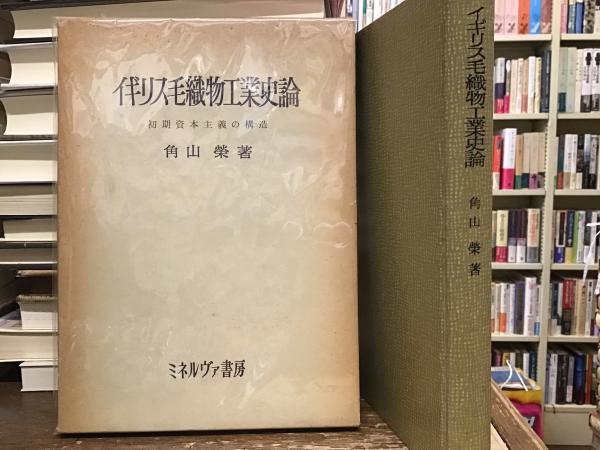 イギリス毛織物工業史論
初期資本主義の構造
角山榮著
ミネルヴァ書房
イギリス毛織物工業史論
角山榮著